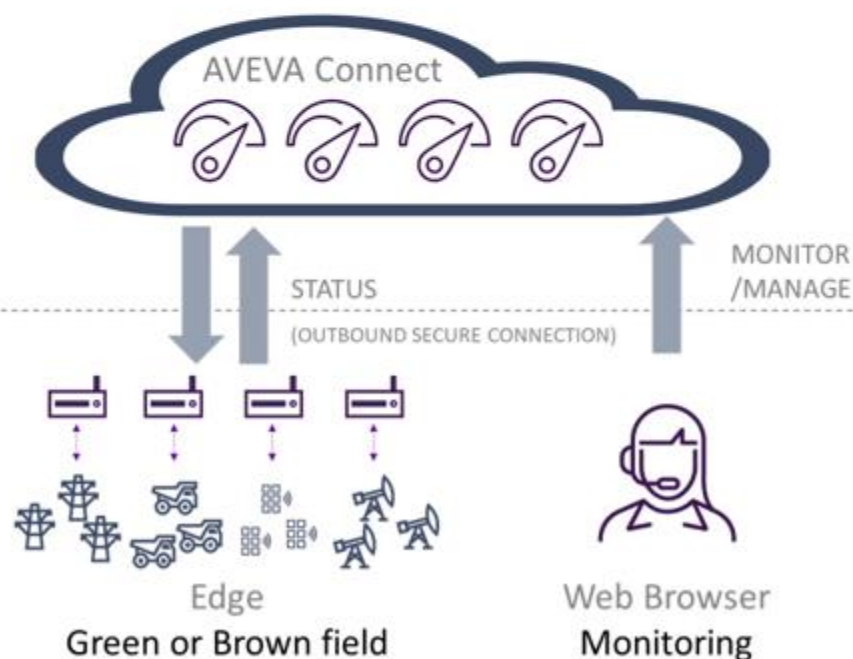 AVEVA Connect
STATUS
(OUTBOUND SECURE CONNECTION)
MONITOR
/MANAGE
Edge
Green or Brown field
Web Browser
Monitoring